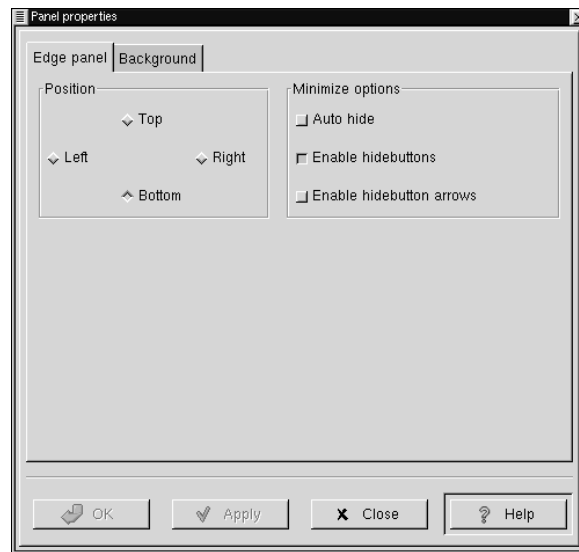 Panel properties
Edge panel
Background
Position
Top
Left
Right
Bottom
Minimize options
Auto hide
Enable hidebuttons
Enable hidebutton arrows
OK
Apply
Close
Help